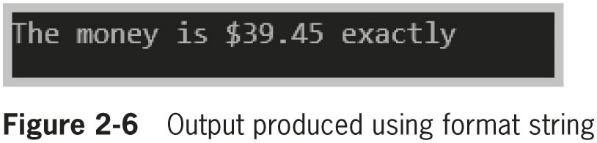 The money is $39.45 exactly
Figure 2-6 Output produced using format string